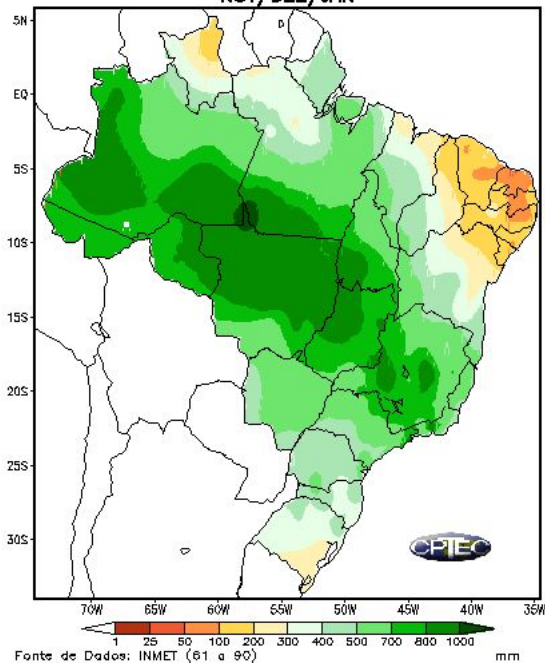 NOV/DEZ/JAN
5N
EQ
5S
10S
15S
20S
25S
30S
CPTEC
70W 65W 60W 55W 50W 45W 40W 35W
1 25 50 100 200 300 400 500 700 800 1000
Fonte de Dados: INMET (61 a 90) mm